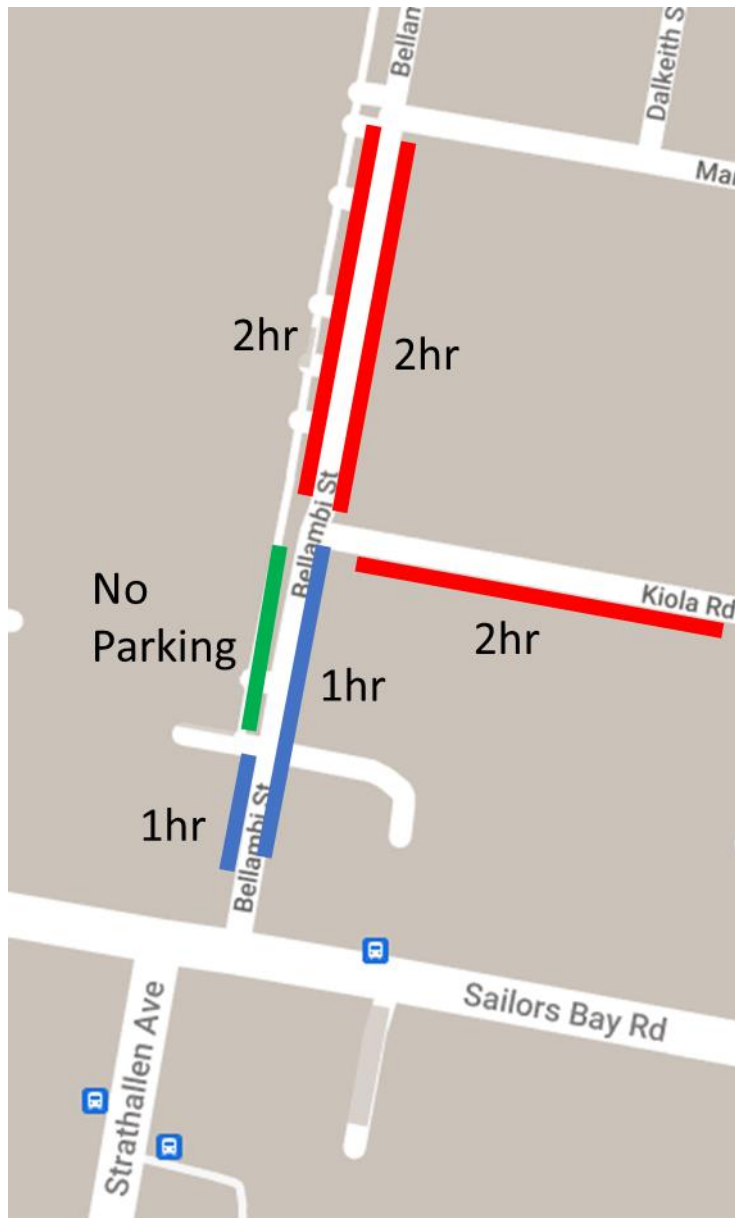 Bellam
Dalkeith S
Mar
2hr
2hr
Bellambi St
Kiola Rd
No
Parking
2hr
1hr
1hr
Bellambi St
Sailors Bay Rd
Strathallen Ave